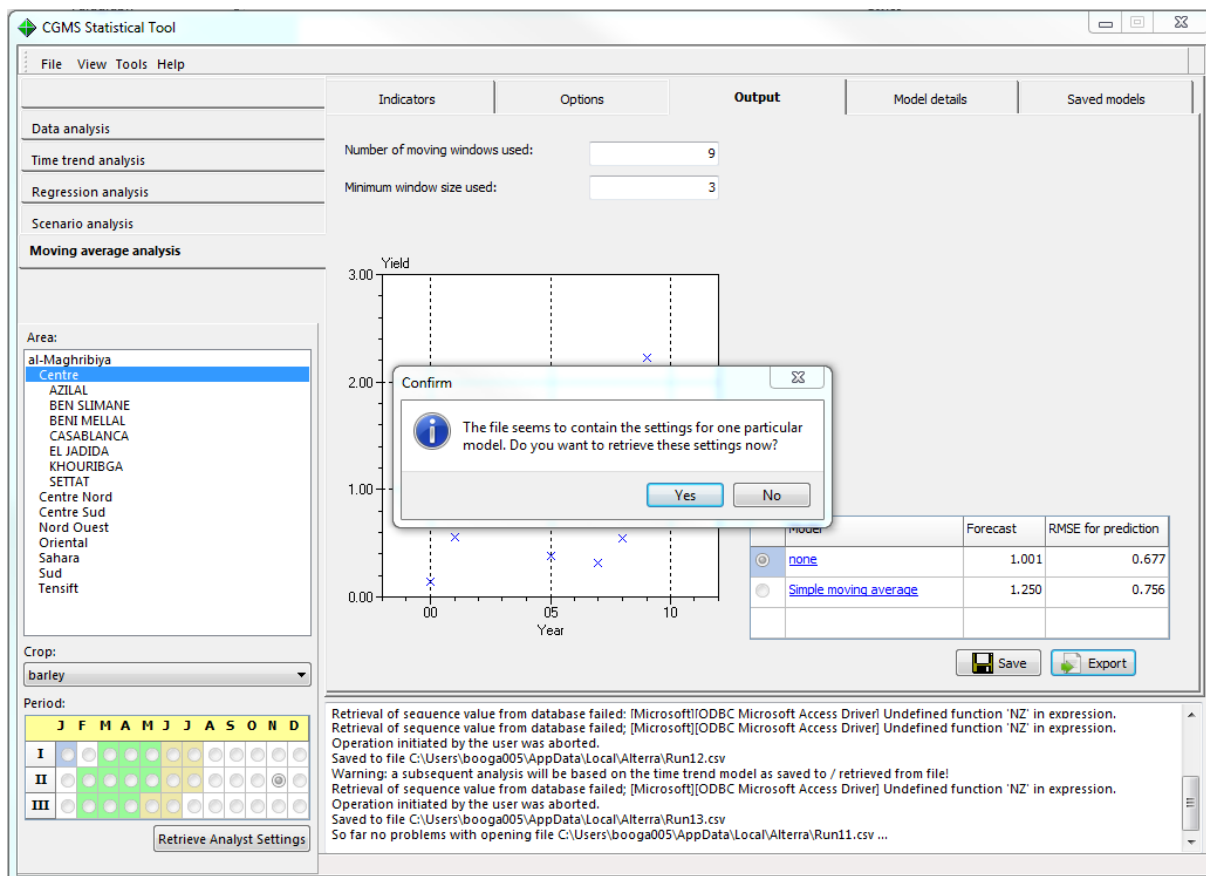 CGMS Statistical Tool
File View Tools Help
Data analysis
Time trend analysis
Regression analysis
Scenario analysis
Moving average analysis
Indicators
Options
Output
Model details
Saved models
Number of moving windows used: 9
Minimum window size used: 3
Yield
3.00
2.00
1.00
0.00
00 05 10
Year
Confirm
The file seems to contain the settings for one particular
model. Do you want to retrieve these settings now?
Yes No
Model Forecast RMSE for prediction
none 1.001 0.677
Simple moving average 1.250 0.756
Save Export
Area:
al-Maghribiya
Centre
AZILAL
BEN SLIMANE
BENI MELLAL
CASABLANCA
EL JADIDA
KHOURIBGA
SETTAT
Centre Nord
Centre Sud
Nord Ouest
Oriental
Sahara
Sud
Tensift
Crop:
barley
Period:
J F M A M J J A S O N D
I
II
III
Retrieve Analyst Settings
Retrieval of sequence value from database failed: [Microsoft][ODBC Microsoft Access Driver] Undefined function 'NZ' in expression.
Retrieval of sequence value from database failed; [Microsoft][ODBC Microsoft Access Driver] Undefined function 'NZ' in expression.
Operation initiated by the user was aborted.
Saved to file C:\Users\booga005\AppData\Local\Alterra\Run12.csv
Warning: a subsequent analysis will be based on the time trend model as saved to / retrieved from file!
Retrieval of sequence value from database failed; [Microsoft][ODBC Microsoft Access Driver] Undefined function 'NZ' in expression.
Operation initiated by the user was aborted.
Saved to file C:\Users\booga005\AppData\Local\Alterra\Run13.csv
So far no problems with opening file C:\Users\booga005\AppData\Local\Alterra\Run11.csv ...